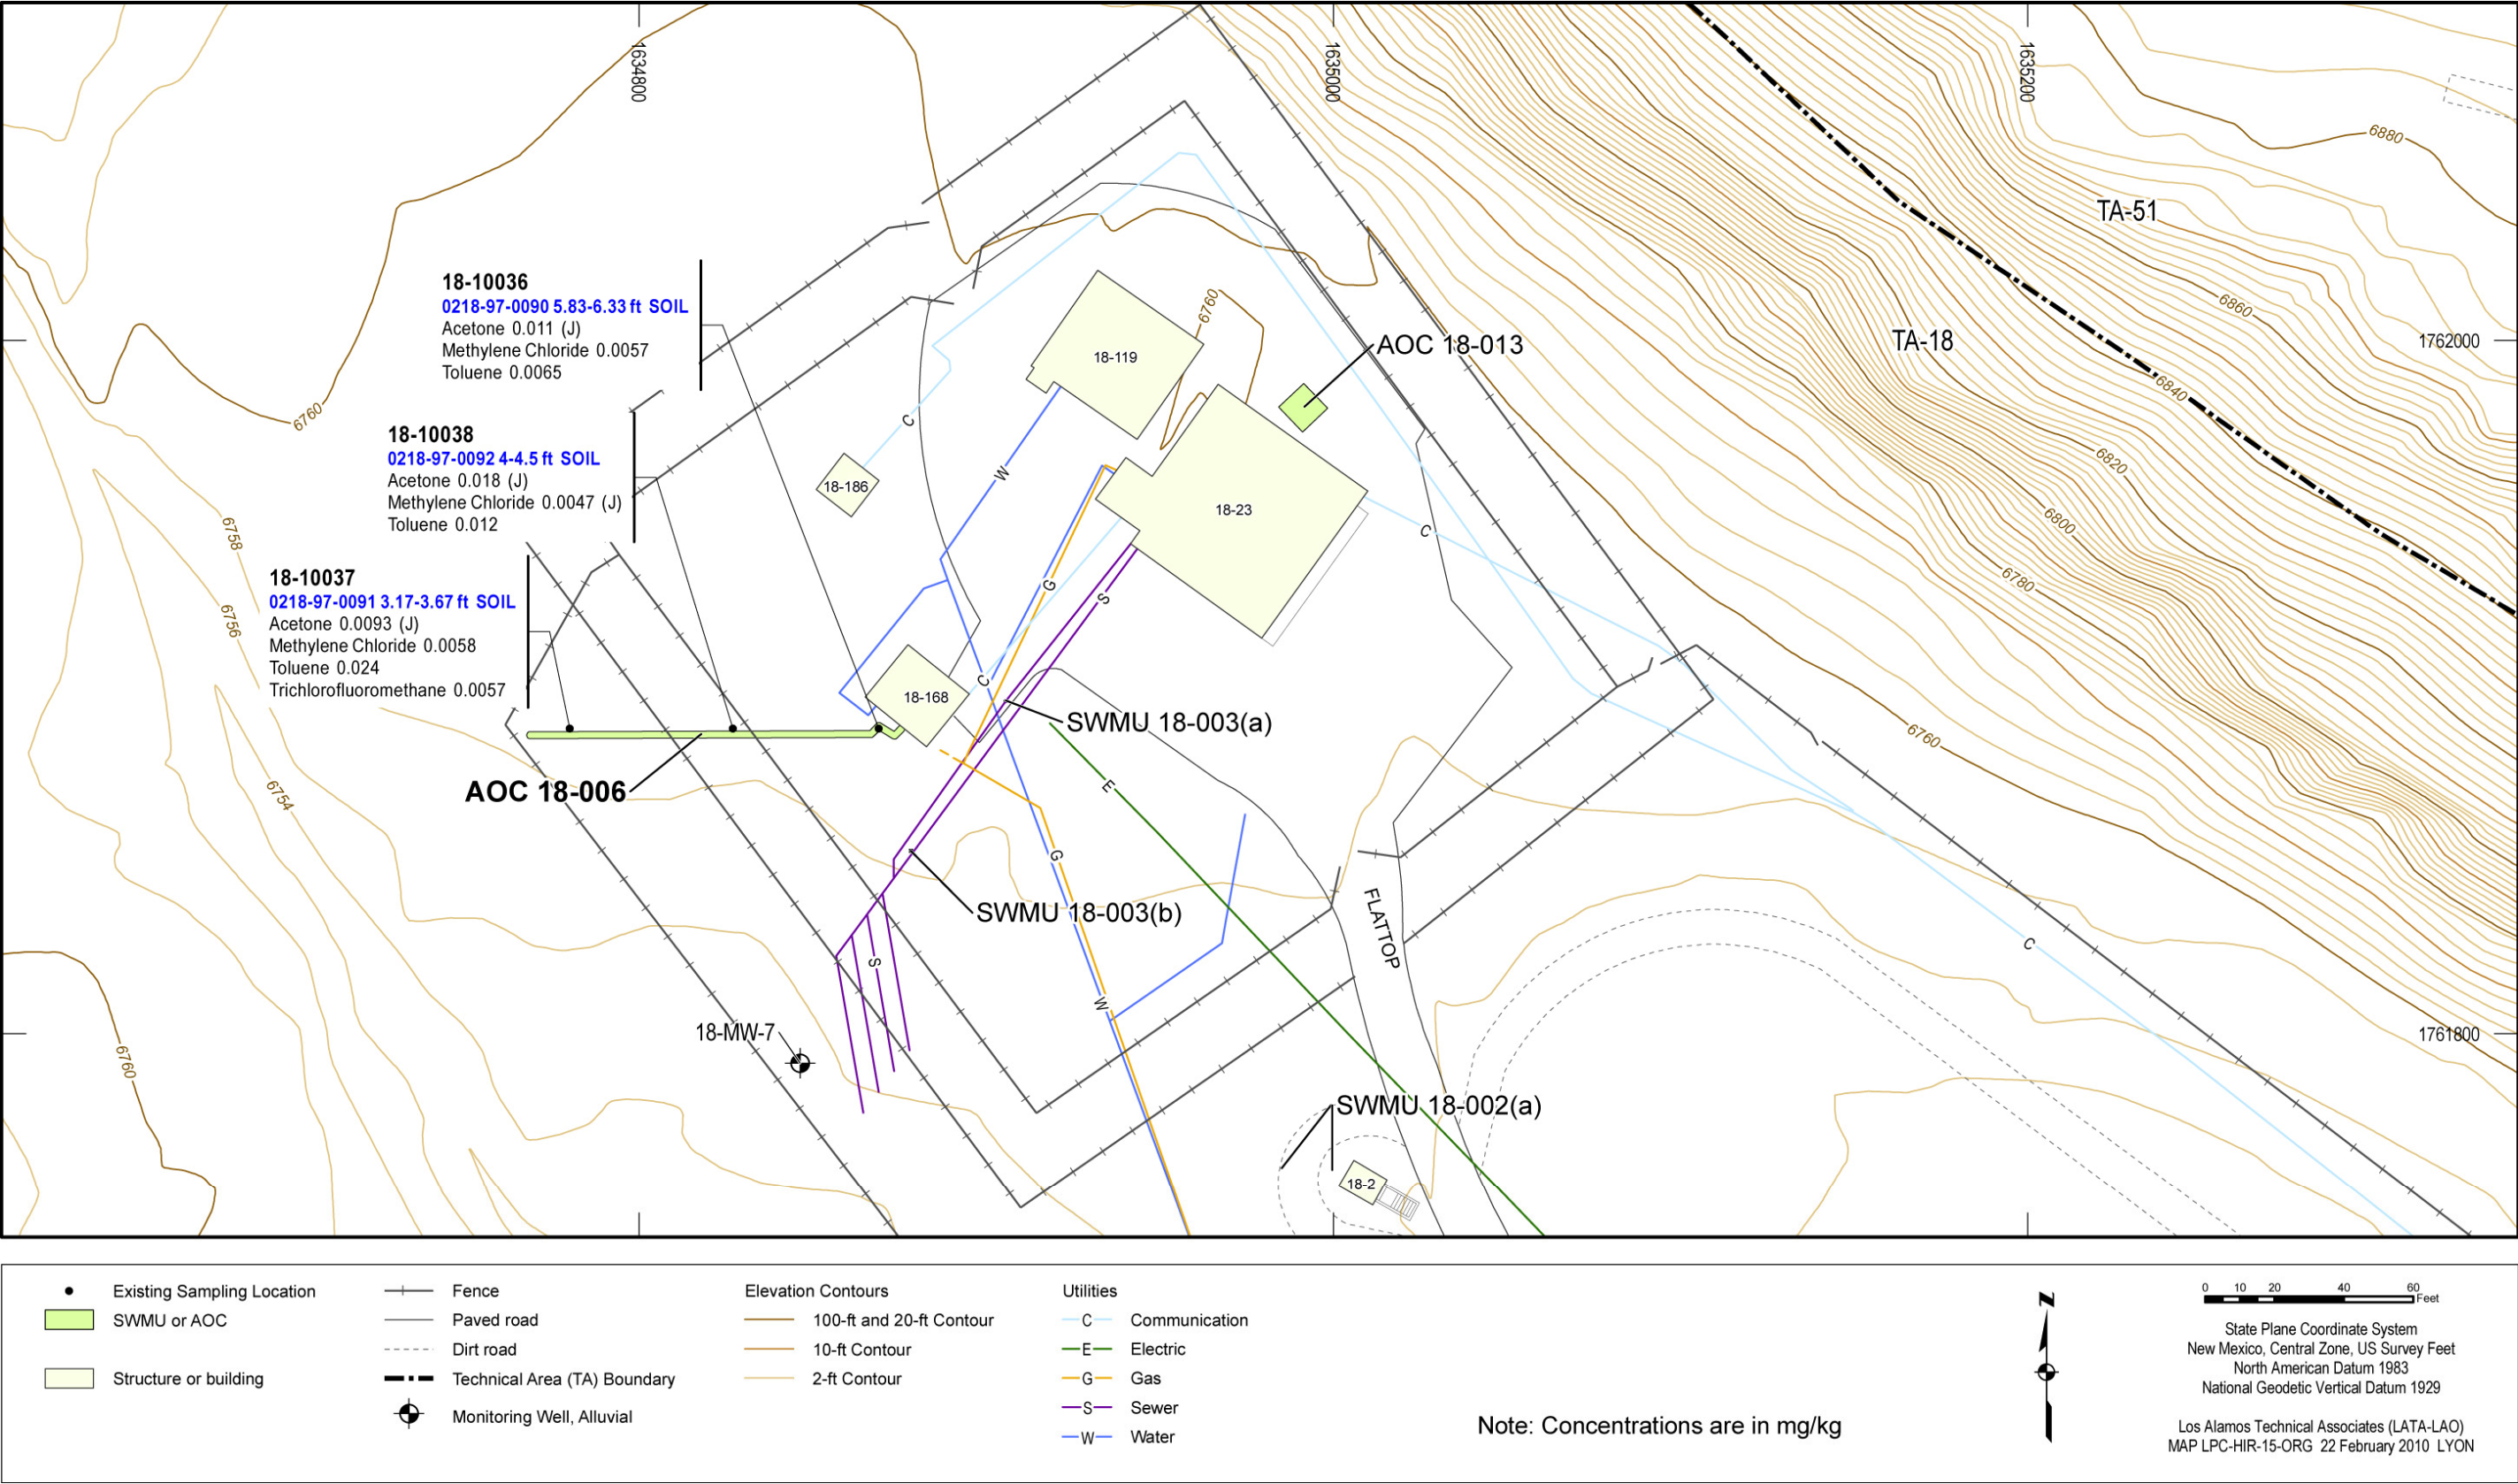 1634800
1635000
1635200
6880
TA-51
18-10036
0218-97-0090 5.83-6.33 ft SOIL
Acetone 0.011 (J)
Methylene Chloride 0.0057
Toluene 0.0065
6760
6860
AOC 18-013
TA-18
1762000
18-119
6840
6760
C
18-10038
0218-97-0092 4-4.5 ft SOIL
Acetone 0.018 (J)
Methylene Chloride 0.0047 (J)
Toluene 0.012
6820
W
18-186
18-23
6800
C
6758
18-10037
0218-97-0091 3.17-3.67 ft SOIL
Acetone 0.0093 (J)
Methylene Chloride 0.0058
Toluene 0.024
Trichlorofluoromethane 0.0057
6780
G
S
6756
C
18-168
SWMU 18-003(a)
6760
AOC 18-006
6754
E
G
SWMU 18-003(b)
FLATTOP
C
S
W
18-MW-7
1761800
6760
SWMU 18-002(a)
18-2
Existing Sampling Location
SWMU or AOC
Structure or building
Fence
Paved road
Dirt road
Technical Area (TA) Boundary
Monitoring Well, Alluvial
Elevation Contours
100-ft and 20-ft Contour
10-ft Contour
2-ft Contour
Utilities
C Communication
E Electric
G Gas
S Sewer
W Water
Note: Concentrations are in mg/kg
N
0 10 20 40 60
Feet
State Plane Coordinate System
New Mexico, Central Zone, US Survey Feet
North American Datum 1983
National Geodetic Vertical Datum 1929
Los Alamos Technical Associates (LATA-LAO)
MAP LPC-HIR-15-ORG 22 February 2010 LYON